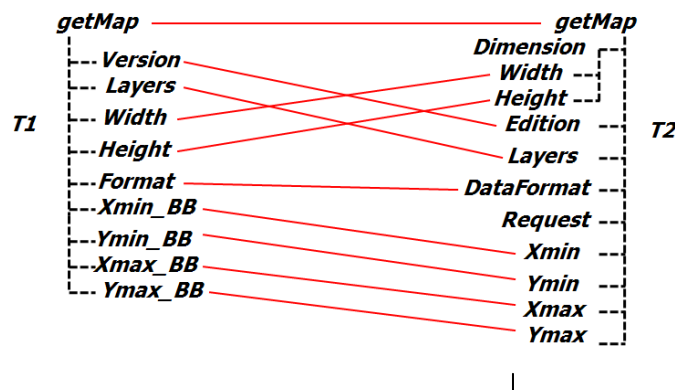 getMap
Version
Layers
Width
Height
Format
Xmin_BB
Ymin_BB
Xmax_BB
Ymax_BB
T1
getMap
Dimension
Width
Height
Edition
Layers
DataFormat
Request
Xmin
Ymin
Xmax
Ymax
T2